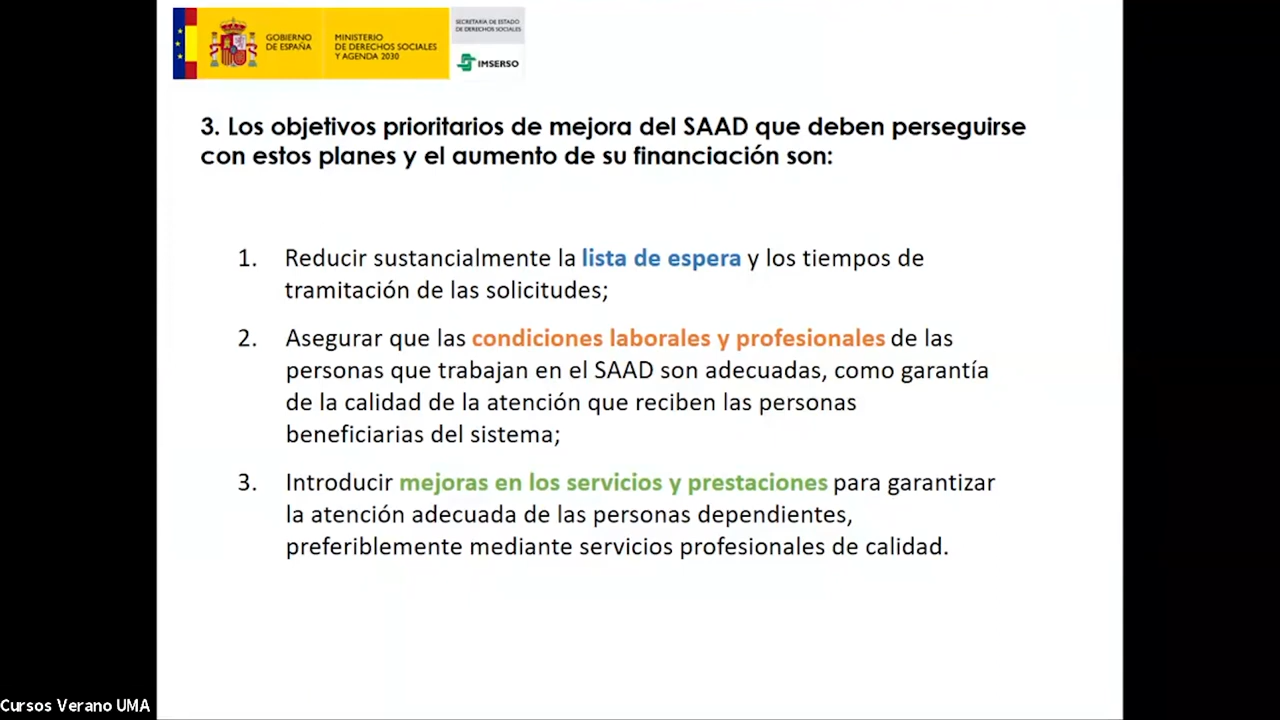 GOBIERNO
DE ESPAÑA
MINISTERIO
DE DERECHOS SOCIALES
Y AGENDA 2030
SECRETARÍA DE ESTADO
DE DERECHOS SOCIALES
IMSERSO
3. Los objetivos prioritarios de mejora del SAAD que deben perseguirse
con estos planes y el aumento de su financiación son:
1. Reducir sustancialmente la lista de espera y los tiempos de
tramitación de las solicitudes;
2. Asegurar que las condiciones laborales y profesionales de las
personas que trabajan en el SAAD son adecuadas, como garantía
de la calidad de la atención que reciben las personas
beneficiarias del sistema;
3. Introducir mejoras en los servicios y prestaciones para garantizar
la atención adecuada de las personas dependientes,
preferiblemente mediante servicios profesionales de calidad.
Cursos Verano UMA